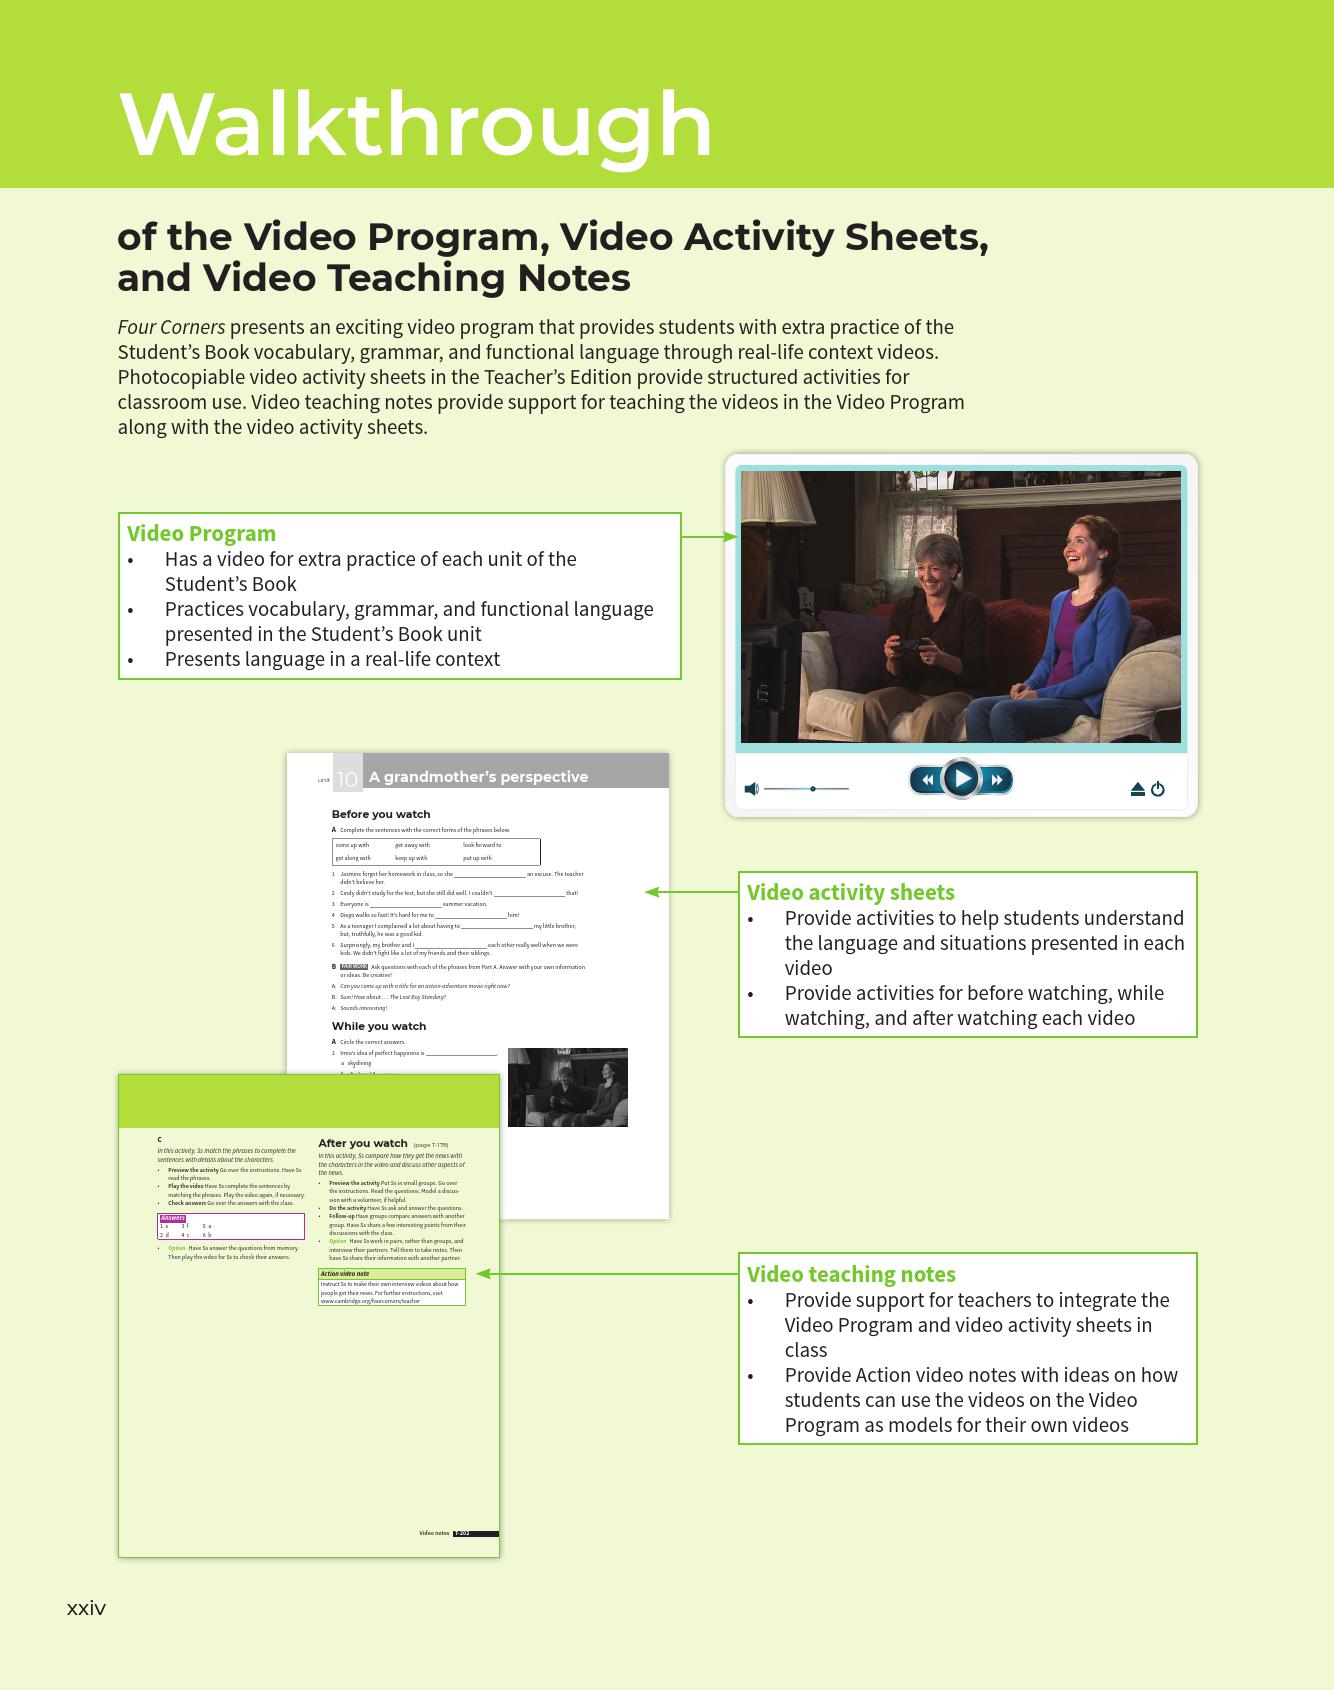 Walkthrough
of the Video Program, Video Activity Sheets,
and Video Teaching Notes
Four Corners presents an exciting video program that provides students with extra practice of the
Student's Book vocabulary, grammar, and functional language through real-life context videos.
Photocopiable video activity sheets in the Teacher's Edition provide structured activities for
classroom use. Video teaching notes provide support for teaching the videos in the Video Program
along with the video activity sheets.
Video Program
• Has a video for extra practice of each unit of the
Student's Book
• Practices vocabulary, grammar, and functional language
presented in the Student's Book unit
• Presents language in a real-life context
unit 10 A grandmother's perspective
Before you watch
A Complete the sentences with the correct forms of the phrases below.
come up with get away with look forward to
get along with keep up with put up with
1 Jasmine forgot her homework in class, so she ____ an excuse. The teacher
didn't believe her.
2 Cindy didn't study for the test, but she still did well. I couldn't ____ that!
3 Everyone is ____ summer vacation.
4 Diego walks so fast! It's hard for me to ____ him!
5 As a teenager I complained a lot about having to ____ my little brother,
but, truthfully, he was a good kid.
6 Surprisingly, my brother and I ____ each other really well when we were
kids. We didn't fight like a lot of my friends and their siblings.
B PAIR WORK Ask questions with each of the phrases from Part A. Answer with your own information
or ideas. Be creative!
A: Can you come up with a title for an action-adventure movie right now?
B: Sure! How about . . . The Last Boy Standing?
A: Sounds interesting!
While you watch
A Circle the correct answers.
1 Irma's idea of perfect happiness is ____.
a skydiving
Video activity sheets
• Provide activities to help students understand
the language and situations presented in each
video
• Provide activities for before watching, while
watching, and after watching each video
C
In this activity, Ss match the phrases to complete the
sentences with details about the characters.
• Preview the activity Go over the instructions. Have Ss
read the phrases.
• Play the video Have Ss complete the sentences by
matching the phrases. Play the video again, if necessary.
• Check answers Go over the answers with the class.
Answers
1 e 3 f 5 a
2 d 4 c 6 b
• Option Have Ss answer the questions from memory.
Then play the video for Ss to check their answers.
After you watch (page T-178)
In this activity, Ss compare how they get the news with
the characters in the video and discuss other aspects of
the news.
• Preview the activity Put Ss in small groups. Go over
the instructions. Read the questions. Model a discus-
sion with a volunteer, if helpful.
• Do the activity Have Ss ask and answer the questions.
• Follow-up Have groups compare answers with another
group. Have Ss share a few interesting points from their
discussions with the class.
• Option Have Ss work in pairs, rather than groups, and
interview their partners. Tell them to take notes. Then
have Ss share their information with another partner.
Action video note
Instruct Ss to make their own interview videos about how
people get their news. For further instructions, visit
www.cambridge.org/fourcorners/teacher
Video notes T-202
Video teaching notes
• Provide support for teachers to integrate the
Video Program and video activity sheets in
class
• Provide Action video notes with ideas on how
students can use the videos on the Video
Program as models for their own videos
xxiv